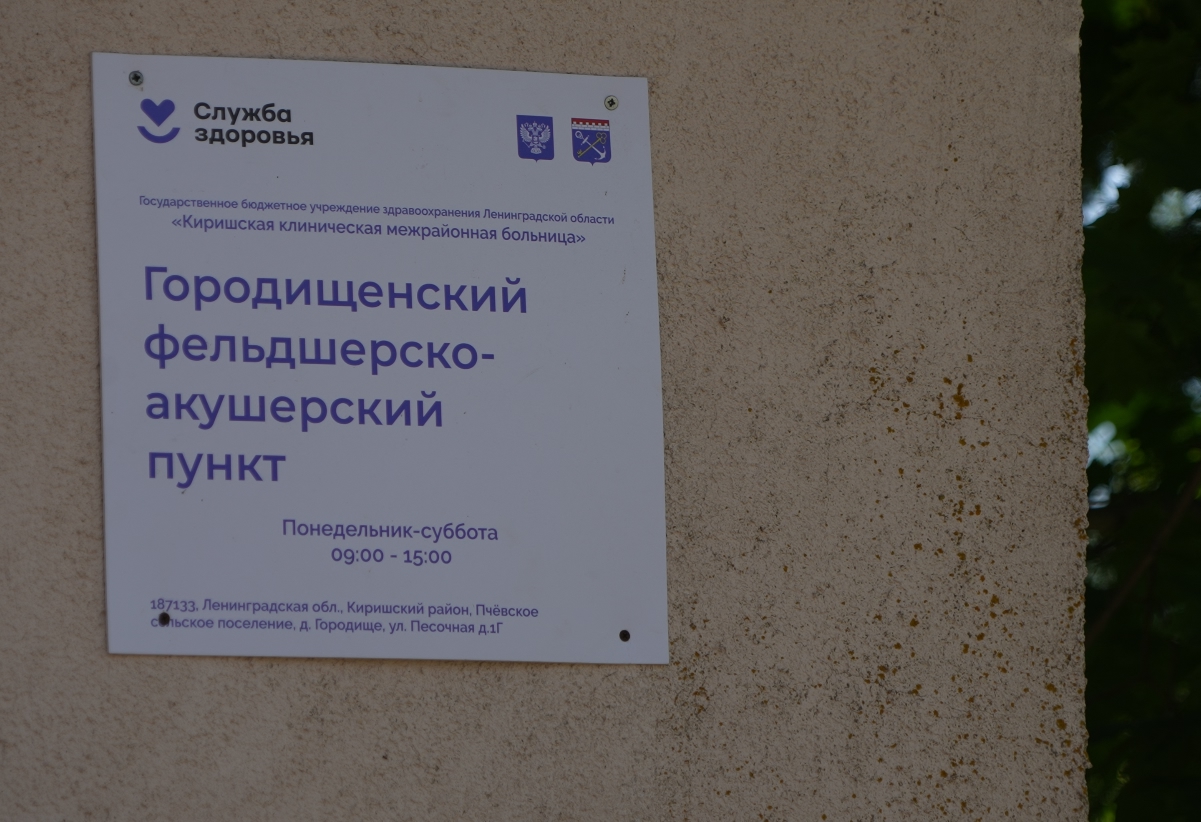 Служба
здоровья
Государственное бюджетное учреждение здравоохранения Ленинградской области
«Киришская клиническая межрайонная больница»
Городищенский
фельдшерско-
акушерский
пункт
Понедельник-суббота
09:00 - 15:00
187133, Ленинградская обл., Киришский район, Пчёвское
сельское поселение, д. Городище, ул. Песочная д.1Г